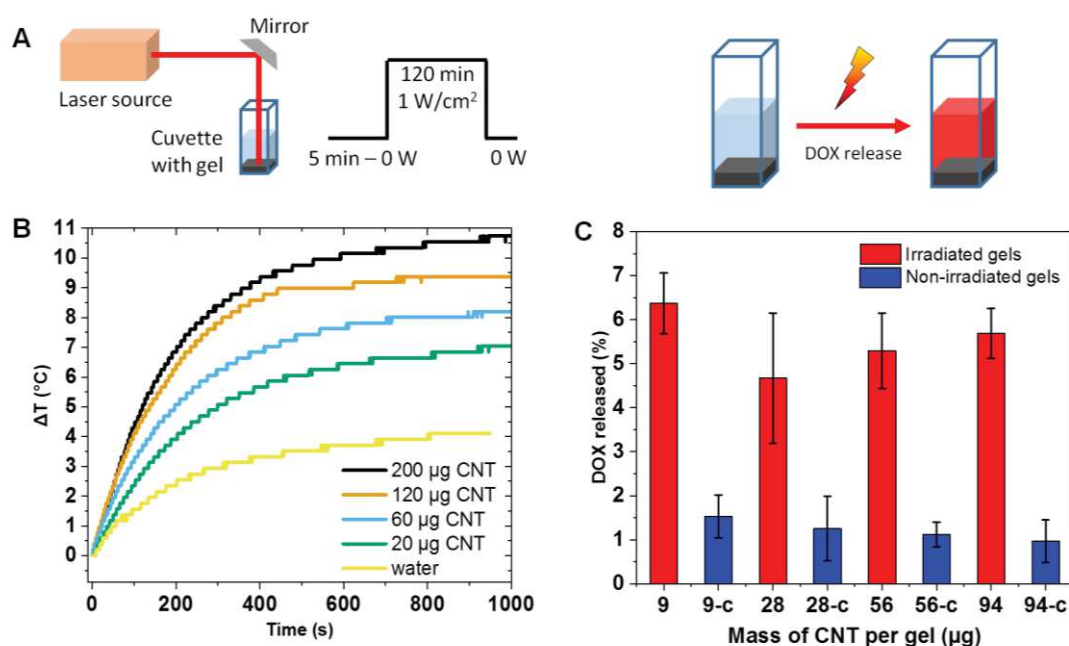 A
Mirror
Laser source
Cuvette
with gel
120 min
1 W/cm²
5 min – 0 W
0 W
DOX release
B
ΔT (°C)
11
10
9
8
7
6
5
4
3
2
1
0
200 µg CNT
120 µg CNT
60 µg CNT
20 µg CNT
water
0 200 400 600 800 1000
Time (s)
C
DOX released (%)
8
7
6
5
4
3
2
1
0
Irradiated gels
Non-irradiated gels
9 9-c 28 28-c 56 56-c 94 94-c
Mass of CNT per gel (µg)